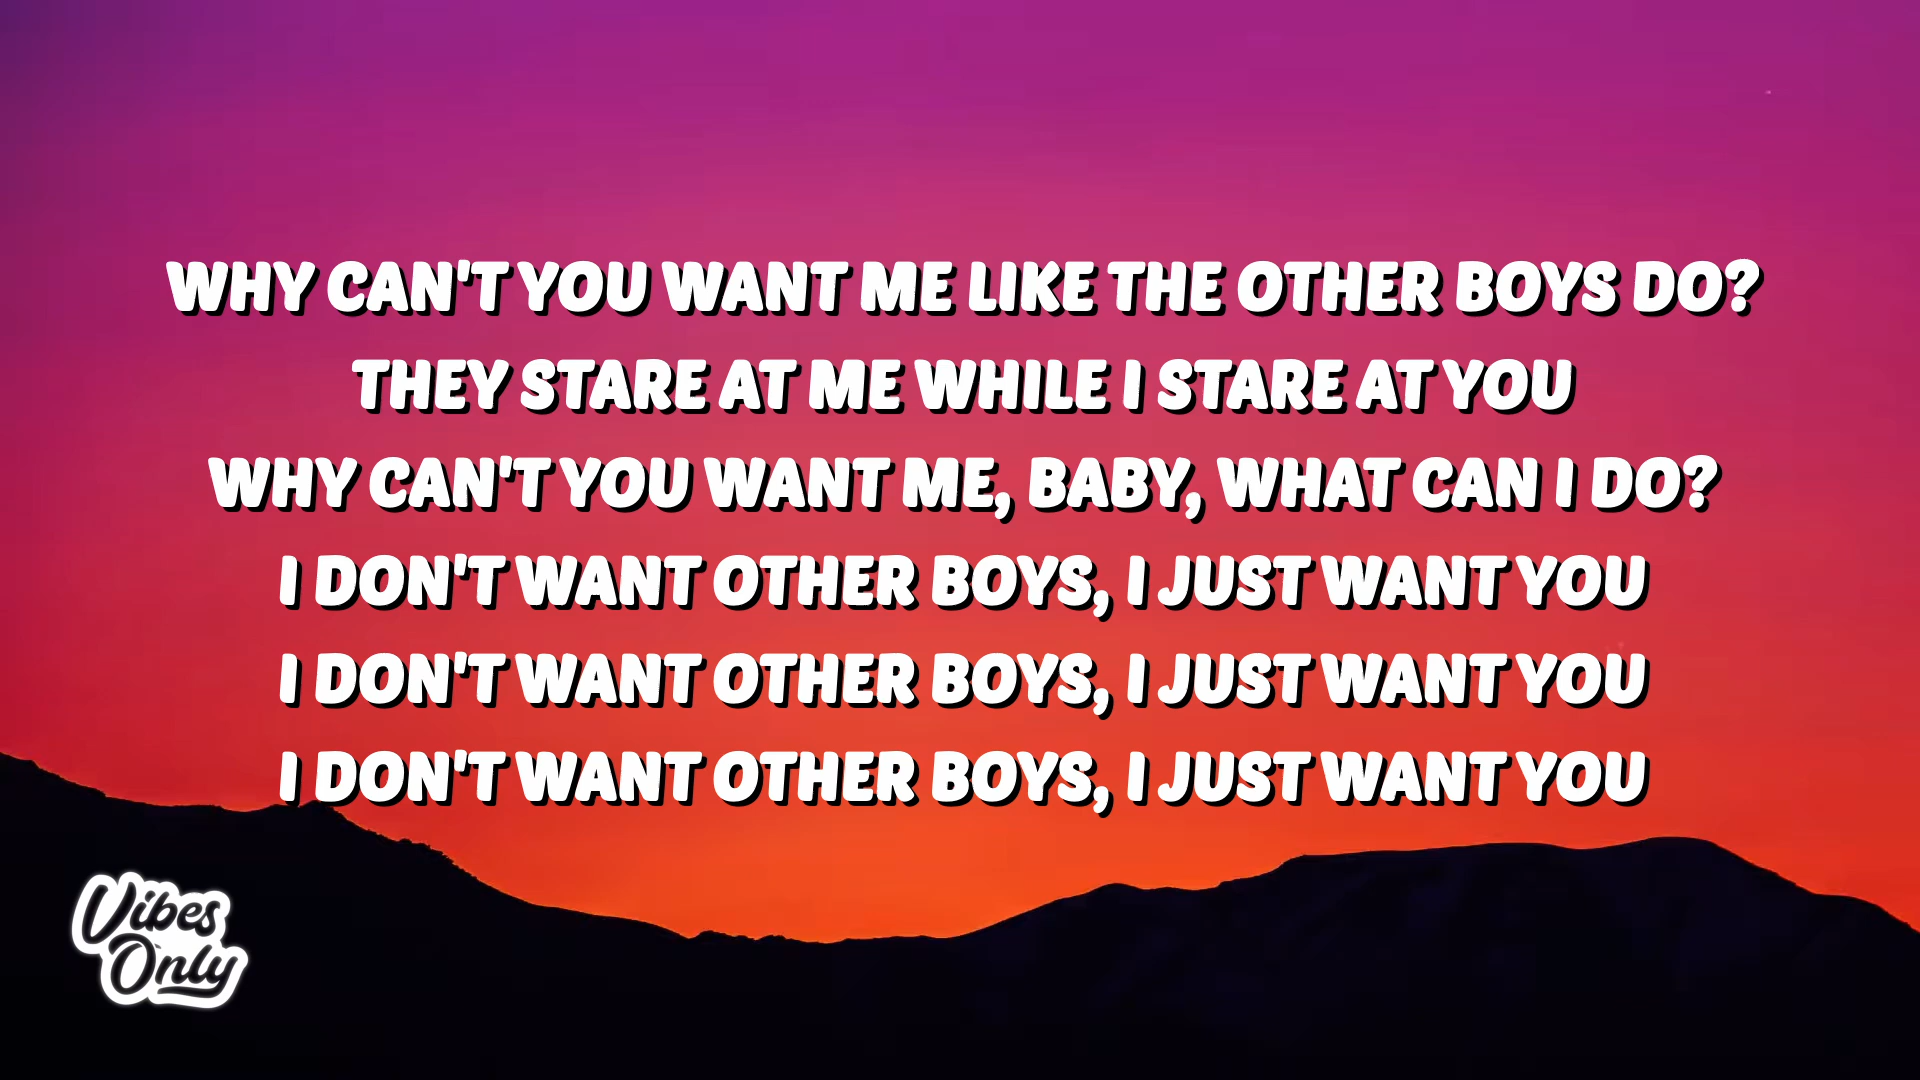 WHY CAN'T YOU WANT ME LIKE THE OTHER BOYS DO?
THEY STARE AT ME WHILE I STARE AT YOU
WHY CAN'T YOU WANT ME, BABY, WHAT CAN I DO?
I DON'T WANT OTHER BOYS, I JUST WANT YOU
I DON'T WANT OTHER BOYS, I JUST WANT YOU
I DON'T WANT OTHER BOYS, I JUST WANT YOU
Vibes
Only